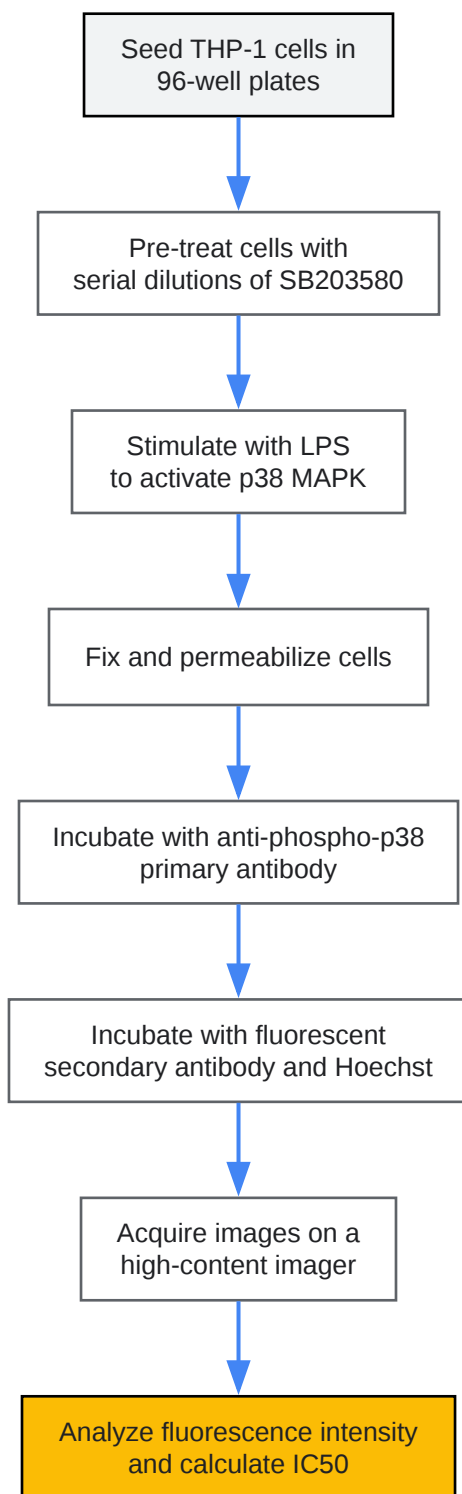 Seed THP-1 cells in
96-well plates
Pre-treat cells with
serial dilutions of SB203580
Stimulate with LPS
to activate p38 MAPK
Fix and permeabilize cells
Incubate with anti-phospho-p38
primary antibody
Incubate with fluorescent
secondary antibody and Hoechst
Acquire images on a
high-content imager
Analyze fluorescence intensity
and calculate IC50